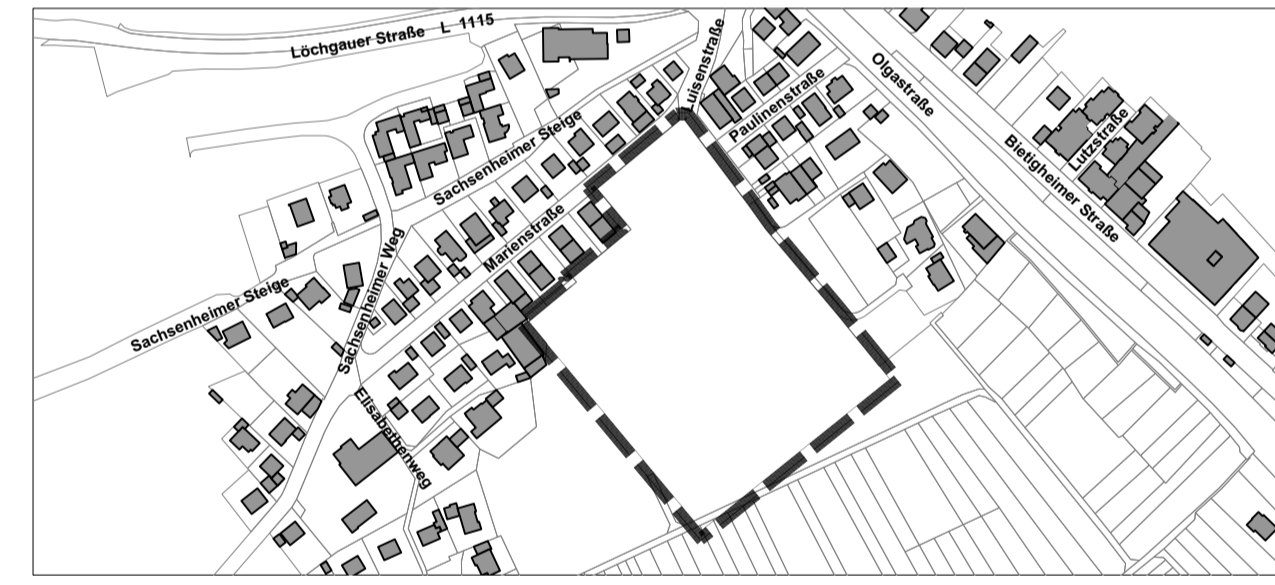 Löchgauer Straße L 1115
Luisenstraße
Olgastraße
Paulinenstraße
Lutzstraße
Bietigheimer Straße
Sachsenheimer Steige
Marienstraße
Sachsenheimer Weg
Sachsenheimer Steige
Elisabethenweg